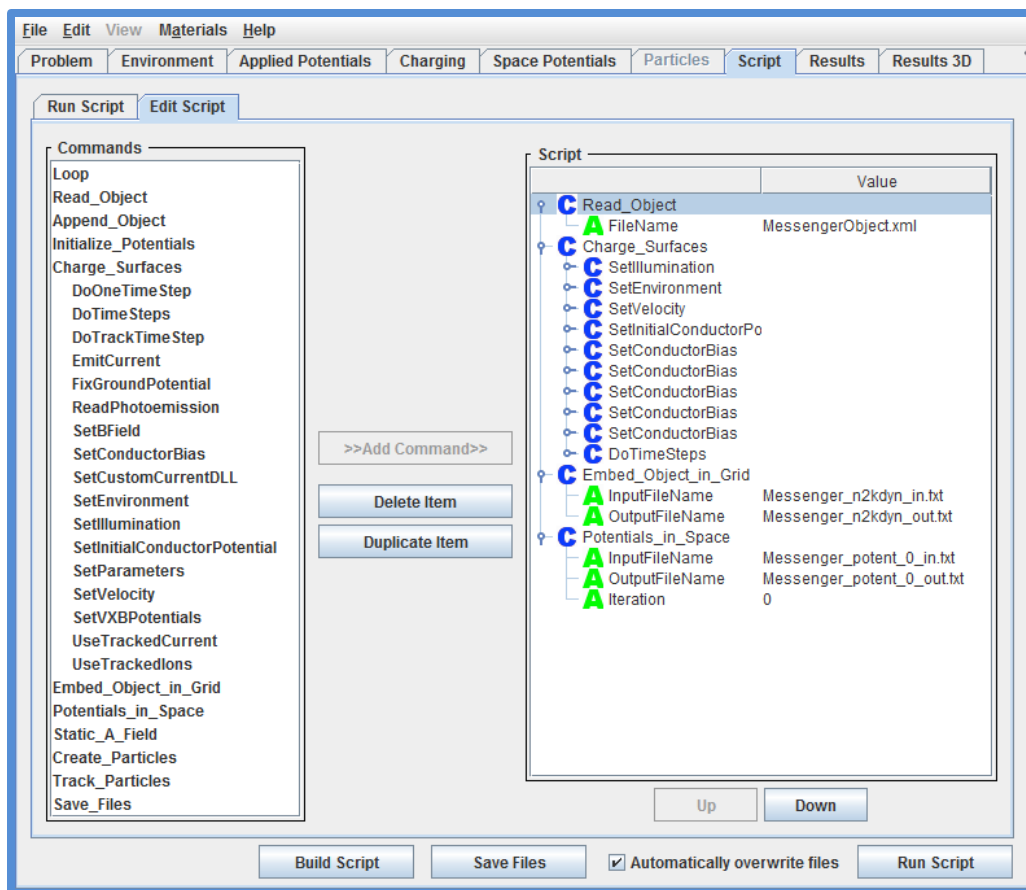 File Edit View Materials Help
Problem Environment Applied Potentials Charging Space Potentials Particles Script Results Results 3D
Run Script Edit Script
Commands
Loop
Read_Object
Append_Object
Initialize_Potentials
Charge_Surfaces
DoOneTimeStep
DoTimeSteps
DoTrackTimeStep
EmitCurrent
FixGroundPotential
ReadPhotoemission
SetBField
SetConductorBias
SetCustomCurrentDLL
SetEnvironment
SetIllumination
SetInitialConductorPotential
SetParameters
SetVelocity
SetVXBPotentials
UseTrackedCurrent
UseTrackedIons
Embed_Object_in_Grid
Potentials_in_Space
Static_A_Field
Create_Particles
Track_Particles
Save_Files
>>Add Command>>
Delete Item
Duplicate Item
Script
Value
C Read_Object
A FileName MessengerObject.xml
C Charge_Surfaces
C SetIllumination
C SetEnvironment
C SetVelocity
C SetInitialConductorPo
C SetConductorBias
C SetConductorBias
C SetConductorBias
C SetConductorBias
C SetConductorBias
C DoTimeSteps
C Embed_Object_in_Grid
A InputFileName Messenger_n2kdyn_in.txt
A OutputFileName Messenger_n2kdyn_out.txt
C Potentials_in_Space
A InputFileName Messenger_potent_0_in.txt
A OutputFileName Messenger_potent_0_out.txt
A Iteration 0
Up Down
Build Script Save Files Automatically overwrite files Run Script